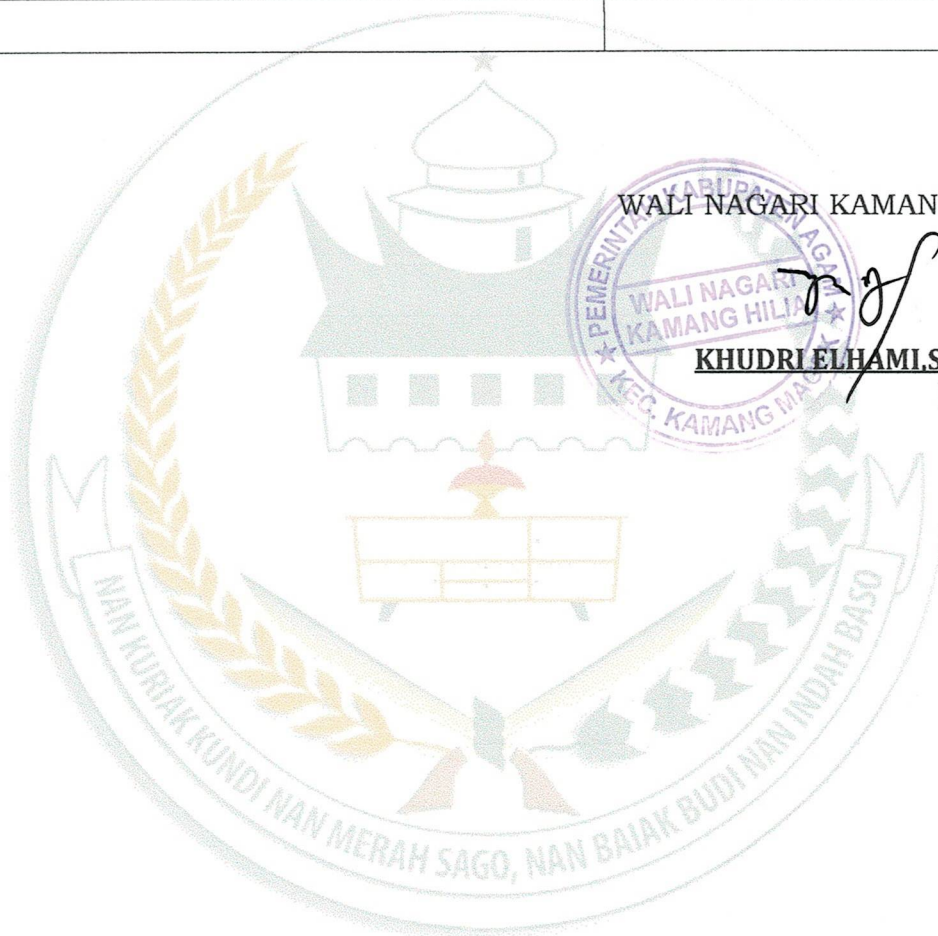 WALI NAGARI KAMAN
PEMERINTAH KABUPATEN AGAM
WALI NAGARI
KAMANG HILIA
KEC. KAMANG MAGEK
KHUDRI ELHAMI,S
NAN KURIAK KUNDI NAN MERAH SAGO, NAN BAIAK BUDI NAN INDAH BASO